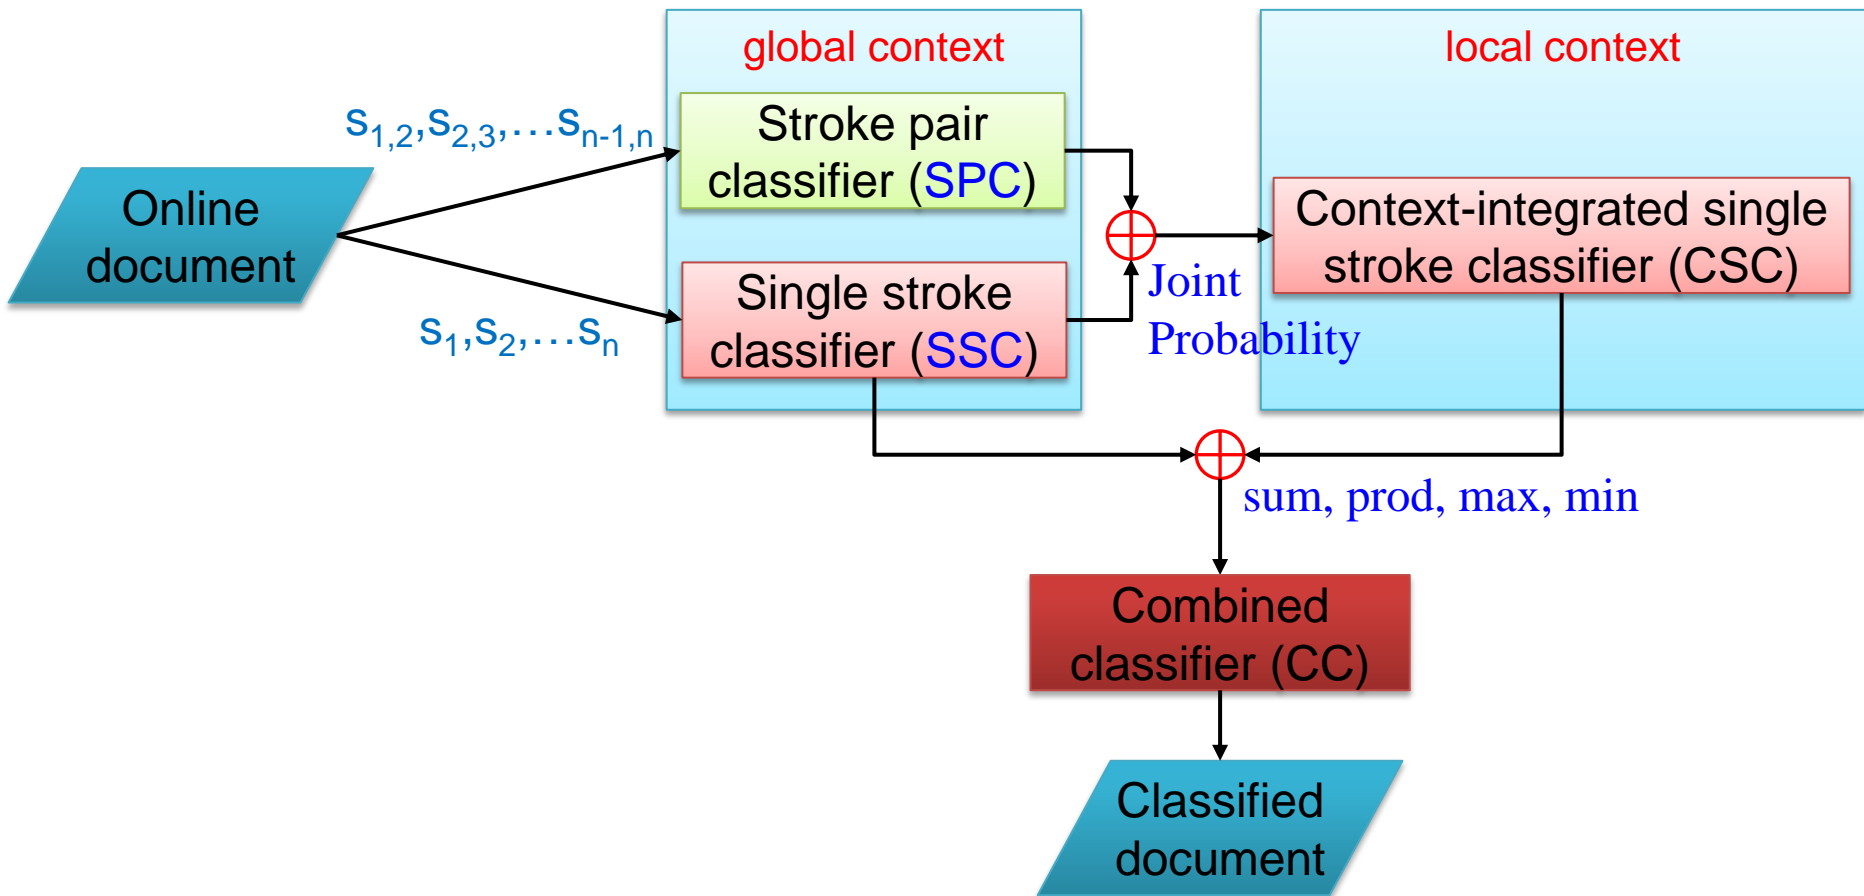 global context
local context
s1,2,s2,3,…sn-1,n
Stroke pair
classifier (SPC)
Online
document
Context-integrated single
stroke classifier (CSC)
Single stroke
classifier (SSC)
s1,s2,…sn
Joint
Probability
sum, prod, max, min
Combined
classifier (CC)
Classified
document